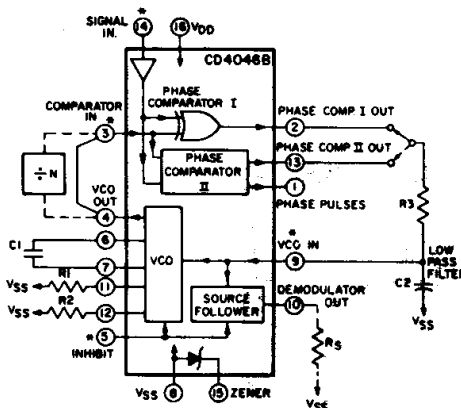 *
SIGNAL
IN.
14
16
VDD
CD4046B
PHASE
COMPARATOR I
COMPARATOR
IN
*
3
2
PHASE COMP. I OUT
PHASE COMP. II OUT
13
PHASE
COMPARATOR
II
1
PHASE PULSES
÷ N
VCO
OUT
4
R3
C1
6
7
VCO
*
VCO IN
9
LOW
PASS
FILTER
C2
VSS
R1
11
VSS
R2
12
SOURCE
FOLLOWER
DEMODULATOR
OUT
10
VSS
*
5
INHIBIT
RS
VSS
VSS
8
15
ZENER